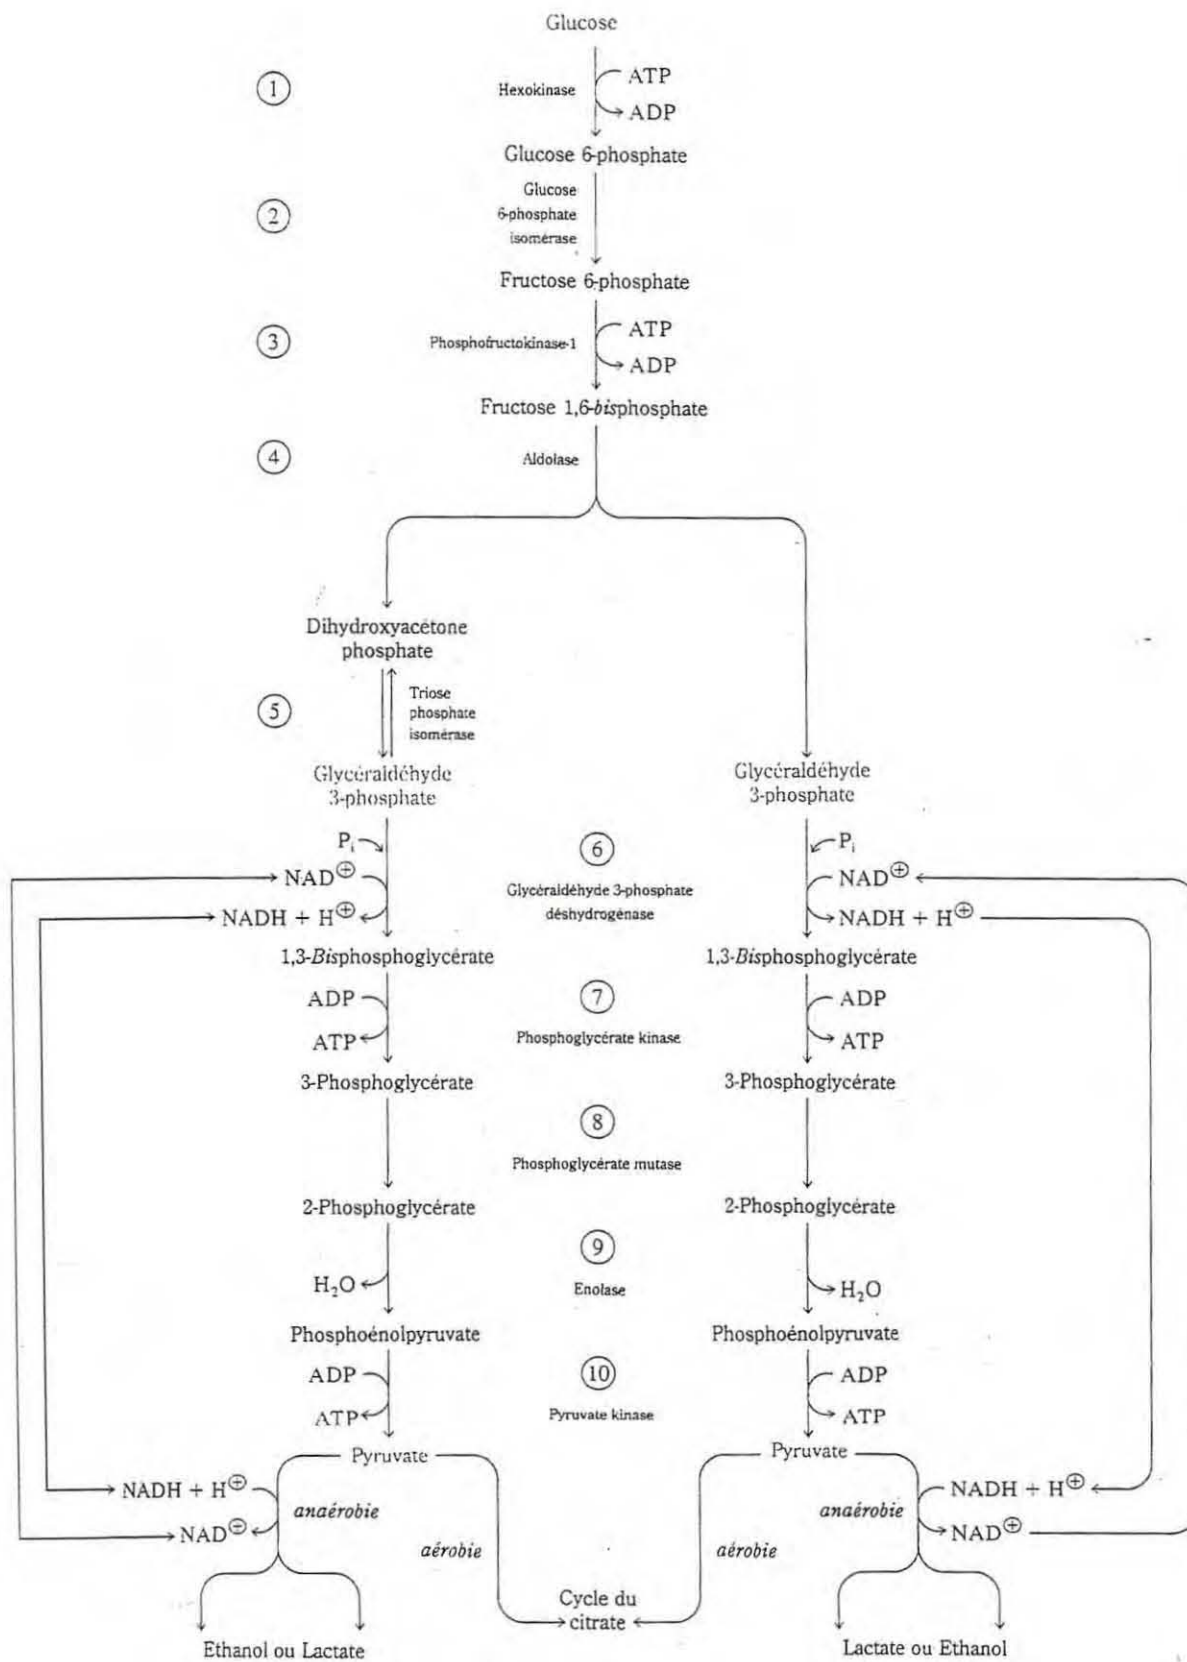 Glucose
1
Hexokinase
ATP
ADP
Glucose 6-phosphate
2
Glucose
6-phosphate
isomérase
Fructose 6-phosphate
3
Phosphofructokinase-1
ATP
ADP
Fructose 1,6-bisphosphate
4
Aldolase
Dihydroxyacétone
phosphate
5
Triose
phosphate
isomérase
Glycéraldéhyde
3-phosphate
Glycéraldéhyde
3-phosphate
Pi
6
Pi
NAD⊕
Glycéraldéhyde 3-phosphate
déshydrogénase
NAD⊕
NADH + H⊕
NADH + H⊕
1,3-Bisphosphoglycérate
1,3-Bisphosphoglycérate
ADP
7
ADP
ATP
Phosphoglycérate kinase
ATP
3-Phosphoglycérate
3-Phosphoglycérate
8
Phosphoglycérate mutase
2-Phosphoglycérate
2-Phosphoglycérate
9
H₂O
Enolase
H₂O
Phosphoénolpyruvate
Phosphoénolpyruvate
ADP
10
ADP
ATP
Pyruvate kinase
ATP
Pyruvate
Pyruvate
NADH + H⊕
anaérobie
anaérobie
NADH + H⊕
NAD⊕
NAD⊕
aérobie
aérobie
Cycle du
citrate
Ethanol ou Lactate
Lactate ou Ethanol